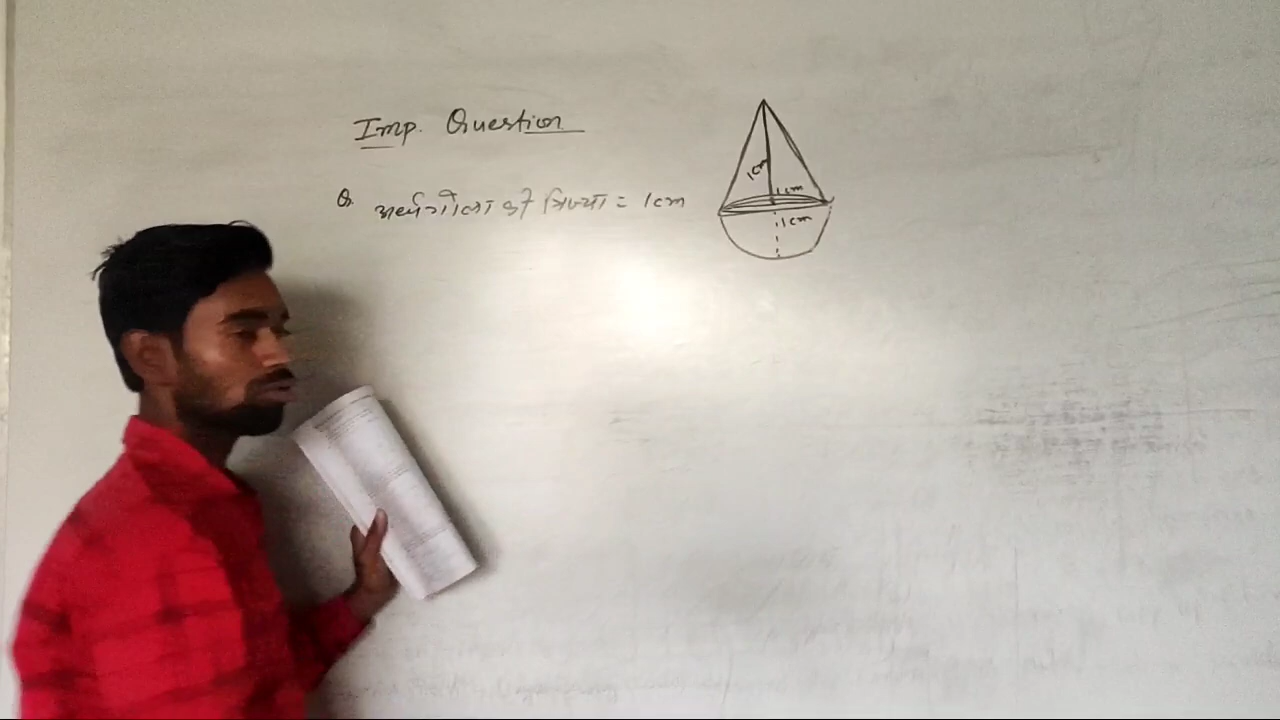 Imp. Question
Q. अर्धगोला की त्रिज्या = 1cm
1cm
1cm
1cm